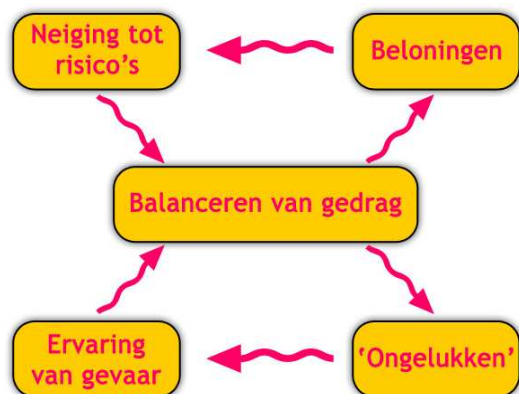 Neiging tot
risico’s
Beloningen
Balanceren van gedrag
Ervaring
van gevaar
‘Ongelukken’